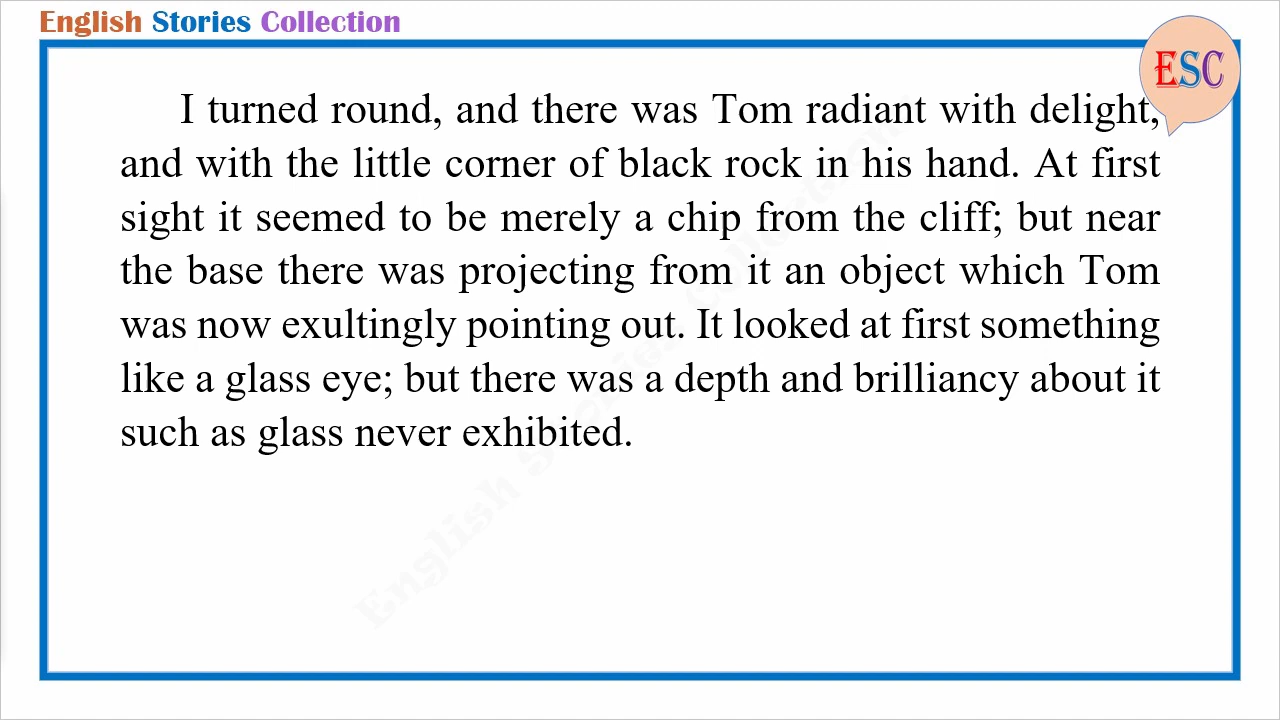 English Stories Collection
ESC
I turned round, and there was Tom radiant with delight,
and with the little corner of black rock in his hand. At first
sight it seemed to be merely a chip from the cliff; but near
the base there was projecting from it an object which Tom
was now exultingly pointing out. It looked at first something
like a glass eye; but there was a depth and brilliancy about it
such as glass never exhibited.
English Stories Collection